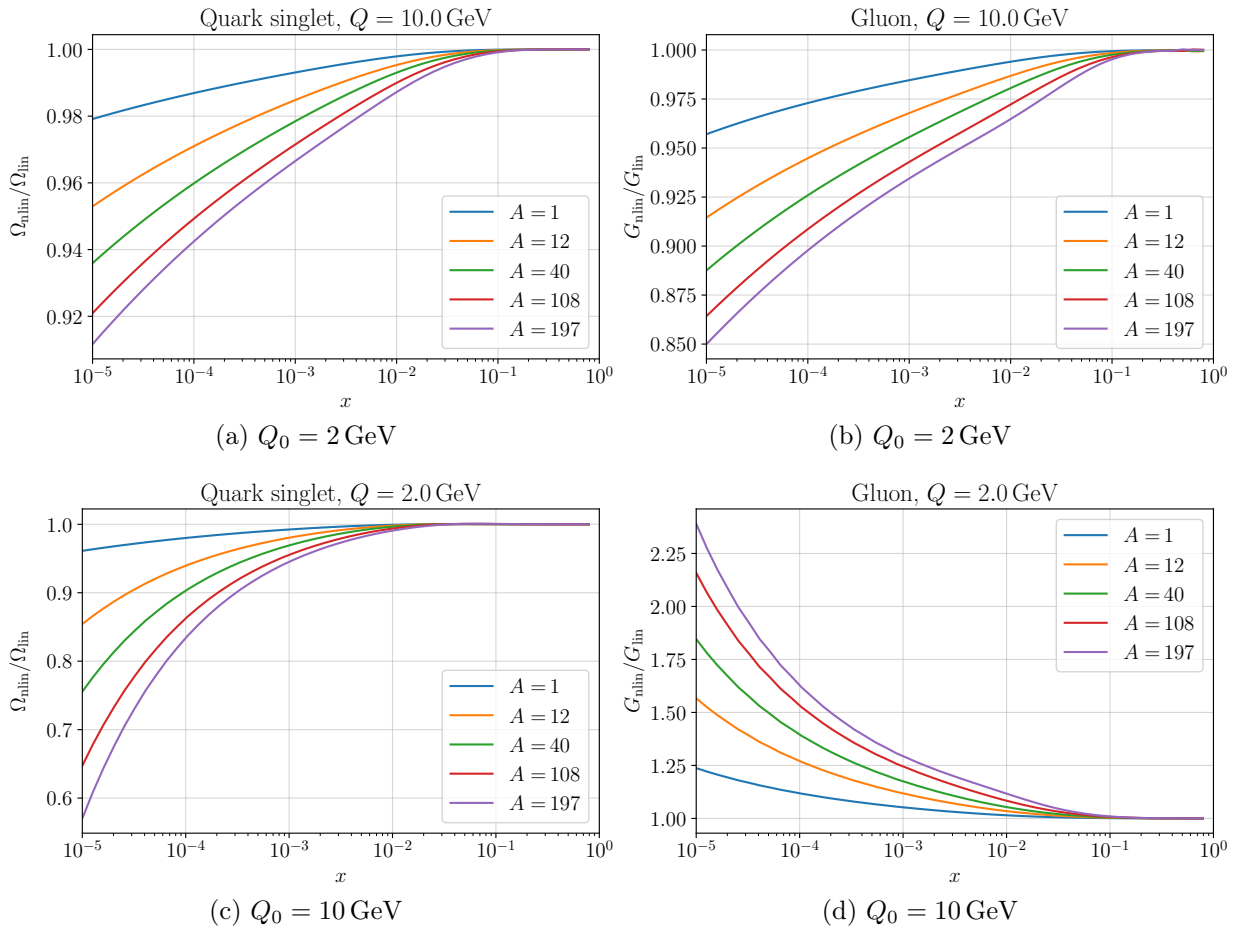 Quark singlet, Q = 10.0 GeV
Ω_nlin/Ω_lin
1.00
0.98
0.96
0.94
0.92
A = 1
A = 12
A = 40
A = 108
A = 197
10^−5 10^−4 10^−3 10^−2 10^−1 10^0
x
(a) Q_0 = 2 GeV
Gluon, Q = 10.0 GeV
G_nlin/G_lin
1.000
0.975
0.950
0.925
0.900
0.875
0.850
A = 1
A = 12
A = 40
A = 108
A = 197
10^−5 10^−4 10^−3 10^−2 10^−1 10^0
x
(b) Q_0 = 2 GeV
Quark singlet, Q = 2.0 GeV
Ω_nlin/Ω_lin
1.0
0.9
0.8
0.7
0.6
A = 1
A = 12
A = 40
A = 108
A = 197
10^−5 10^−4 10^−3 10^−2 10^−1 10^0
x
(c) Q_0 = 10 GeV
Gluon, Q = 2.0 GeV
G_nlin/G_lin
2.25
2.00
1.75
1.50
1.25
1.00
A = 1
A = 12
A = 40
A = 108
A = 197
10^−5 10^−4 10^−3 10^−2 10^−1 10^0
x
(d) Q_0 = 10 GeV